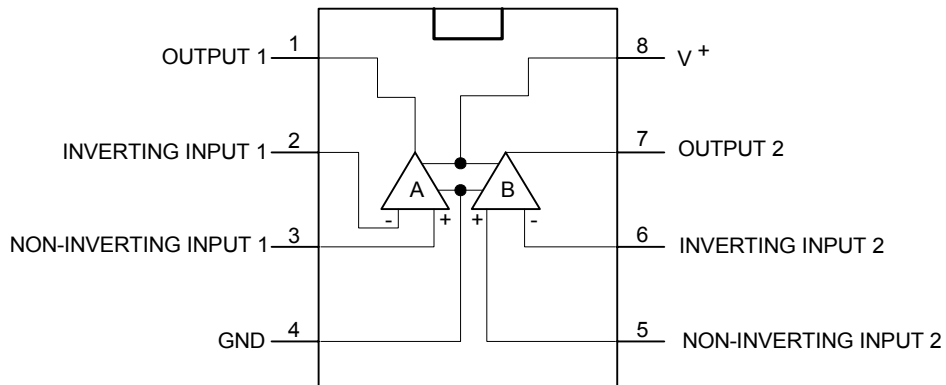 OUTPUT 1
1
8
V +
INVERTING INPUT 1
2
7
OUTPUT 2
A
B
- + + -
NON-INVERTING INPUT 1
3
6
INVERTING INPUT 2
GND
4
5
NON-INVERTING INPUT 2